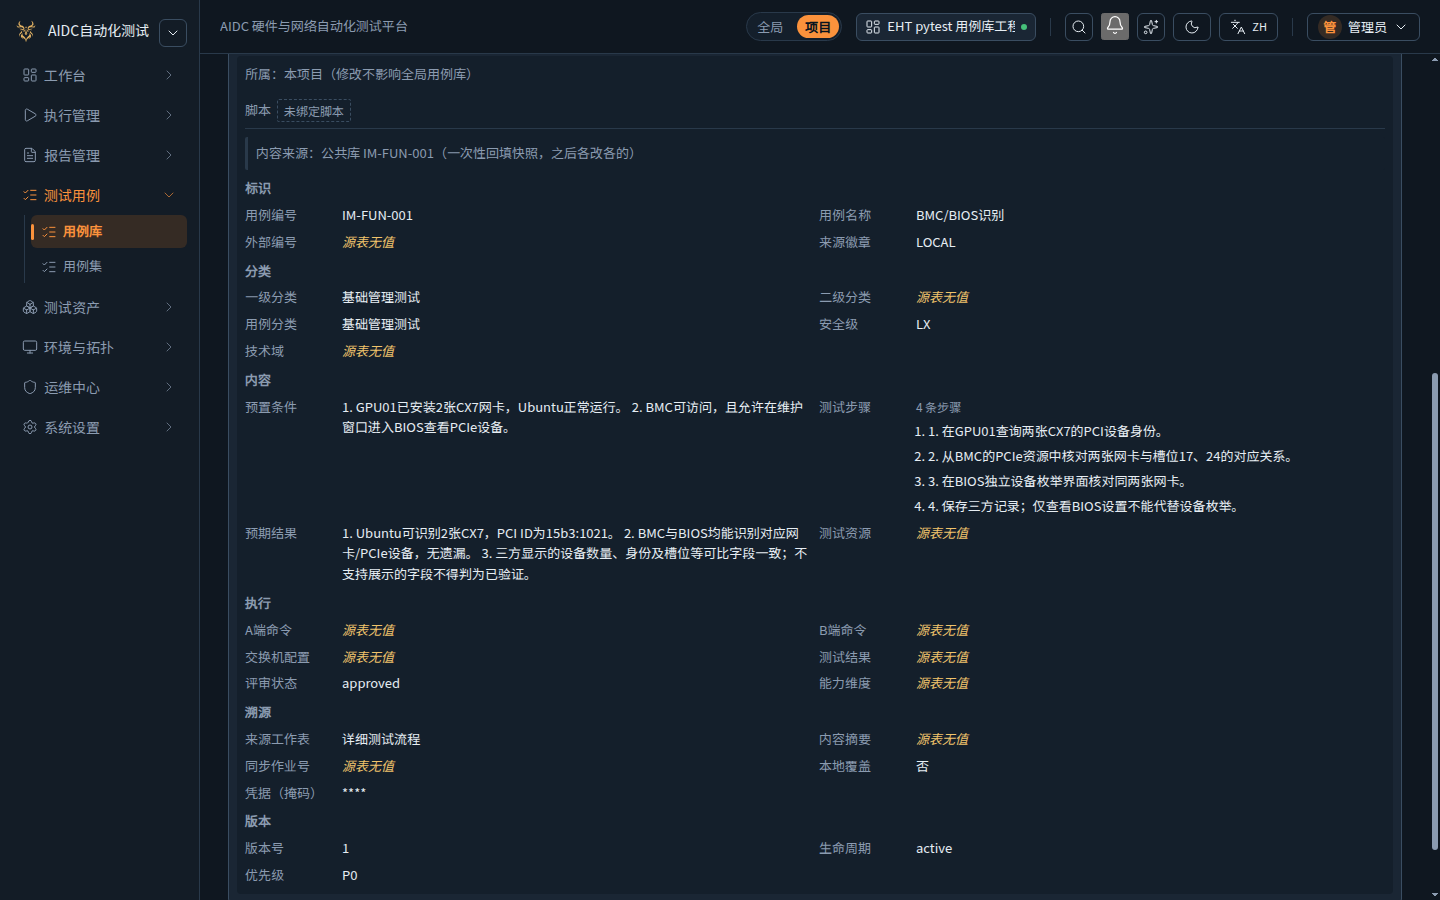 AIDC自动化测试
AIDC 硬件与网络自动化测试平台
全局
项目
EHT pytest 用例库工程
ZH
管
管理员
工作台
执行管理
报告管理
测试用例
用例库
用例集
测试资产
环境与拓扑
运维中心
系统设置
所属：本项目（修改不影响全局用例库）
脚本 未绑定脚本
内容来源：公共库 IM-FUN-001（一次性回填快照，之后各改各的）
标识
用例编号 IM-FUN-001 用例名称 BMC/BIOS识别
外部编号 源表无值 来源徽章 LOCAL
分类
一级分类 基础管理测试 二级分类 源表无值
用例分类 基础管理测试 安全级 LX
技术域 源表无值
内容
预置条件 1. GPU01已安装2张CX7网卡，Ubuntu正常运行。 2. BMC可访问，且允许在维护
窗口进入BIOS查看PCIe设备。
测试步骤 4 条步骤
1. 1. 在GPU01查询两张CX7的PCI设备身份。
2. 2. 从BMC的PCIe资源中核对两张网卡与槽位17、24的对应关系。
3. 3. 在BIOS独立设备枚举界面核对同两张网卡。
4. 4. 保存三方记录；仅查看BIOS设置不能代替设备枚举。
预期结果 1. Ubuntu可识别2张CX7，PCI ID为15b3:1021。 2. BMC与BIOS均能识别对应网
卡/PCIe设备，无遗漏。 3. 三方显示的设备数量、身份及槽位等可比字段一致；不
支持展示的字段不得判为已验证。
测试资源 源表无值
执行
A端命令 源表无值 B端命令 源表无值
交换机配置 源表无值 测试结果 源表无值
评审状态 approved 能力维度 源表无值
溯源
来源工作表 详细测试流程 内容摘要 源表无值
同步作业号 源表无值 本地覆盖 否
凭据（掩码） ****
版本
版本号 1 生命周期 active
优先级 P0